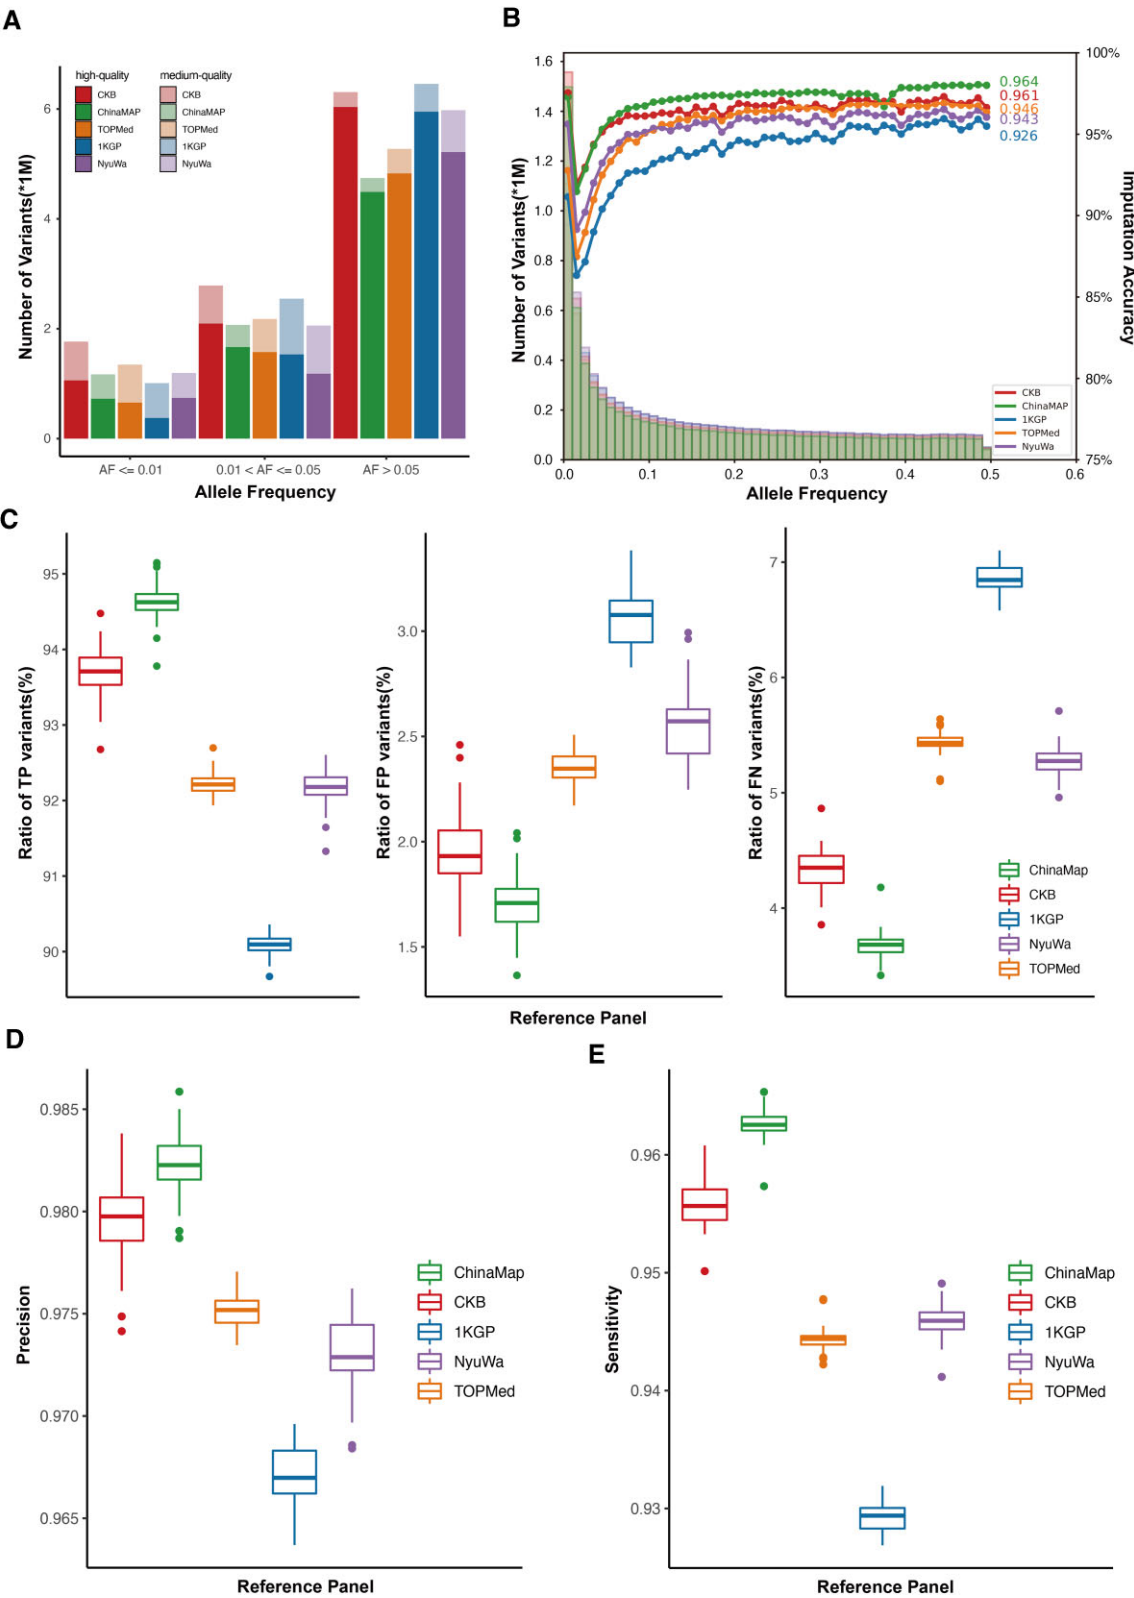 A
high-quality
medium-quality
CKB
CKB
ChinaMAP
ChinaMAP
TOPMed
TOPMed
1KGP
1KGP
NyuWa
NyuWa
6
4
2
0
Number of Variants(*1M)
AF <= 0.01
0.01 < AF <= 0.05
AF > 0.05
Allele Frequency
B
1.6
1.4
1.2
1.0
0.8
0.6
0.4
0.2
0.0
Number of Variants(*1M)
100%
95%
90%
85%
80%
75%
Imputation Accuracy
0.964
0.961
0.946
0.943
0.926
CKB
ChinaMAP
1KGP
TOPMed
NyuWa
0.0
0.1
0.2
0.3
0.4
0.5
0.6
Allele Frequency
C
95
94
93
92
91
90
Ratio of TP variants(%)
3.0
2.5
2.0
1.5
Ratio of FP variants(%)
7
6
5
4
Ratio of FN variants(%)
ChinaMap
CKB
1KGP
NyuWa
TOPMed
Reference Panel
D
0.985
0.980
0.975
0.970
0.965
Precision
ChinaMap
CKB
1KGP
NyuWa
TOPMed
Reference Panel
E
0.96
0.95
0.94
0.93
Sensitivity
ChinaMap
CKB
1KGP
NyuWa
TOPMed
Reference Panel